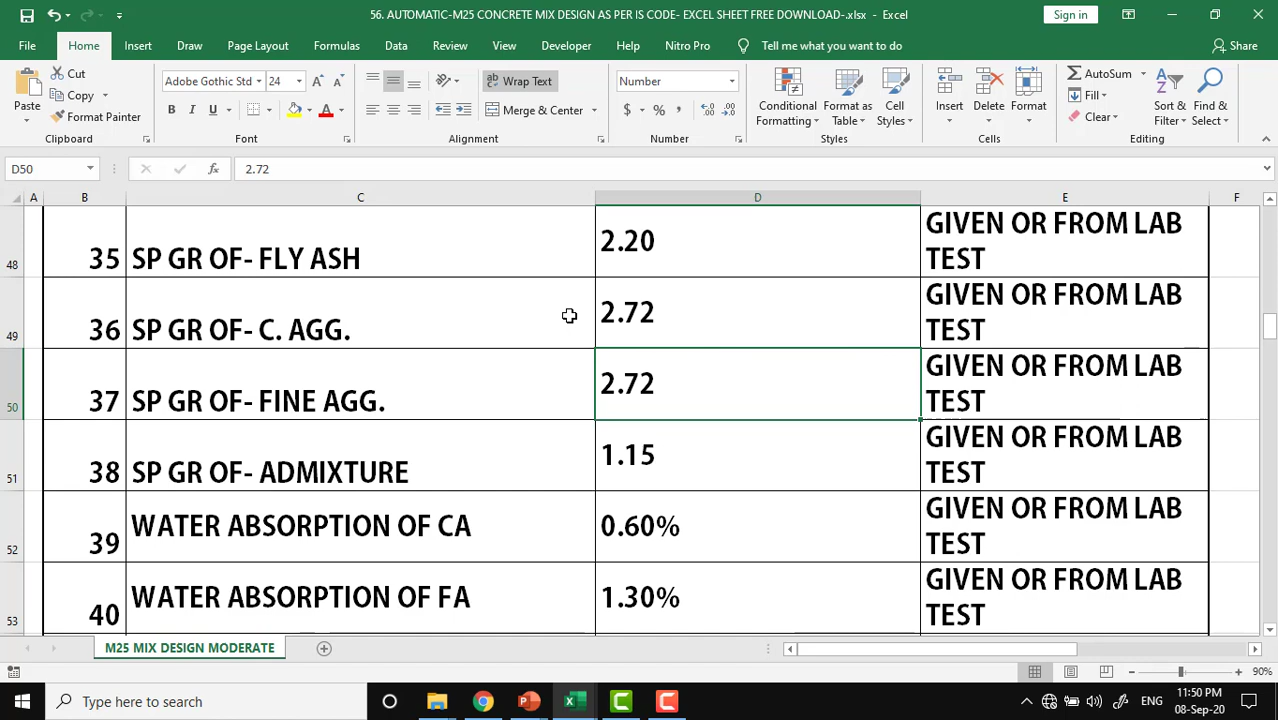 56. AUTOMATIC-M25 CONCRETE MIX DESIGN AS PER IS CODE- EXCEL SHEET FREE DOWNLOAD-.xlsx - Excel
Sign in
File Home Insert Draw Page Layout Formulas Data Review View Developer Help Nitro Pro Tell me what you want to do Share
Paste
Cut
Copy
Format Painter
Clipboard
Adobe Gothic Std 24
B I U
Font
Wrap Text
Merge & Center
Alignment
Number
$ %
Number
Conditional Formatting
Format as Table
Cell Styles
Styles
Insert Delete Format
Cells
AutoSum
Fill
Clear
Sort & Filter
Find & Select
Editing
D50 fx 2.72
A B C D E F
48 35 SP GR OF- FLY ASH 2.20 GIVEN OR FROM LAB
TEST
49 36 SP GR OF- C. AGG. 2.72 GIVEN OR FROM LAB
TEST
50 37 SP GR OF- FINE AGG. 2.72 GIVEN OR FROM LAB
TEST
51 38 SP GR OF- ADMIXTURE 1.15 GIVEN OR FROM LAB
TEST
52 39 WATER ABSORPTION OF CA 0.60% GIVEN OR FROM LAB
TEST
53 40 WATER ABSORPTION OF FA 1.30% GIVEN OR FROM LAB
TEST
M25 MIX DESIGN MODERATE
90%
Type here to search
ENG
11:50 PM
08-Sep-20